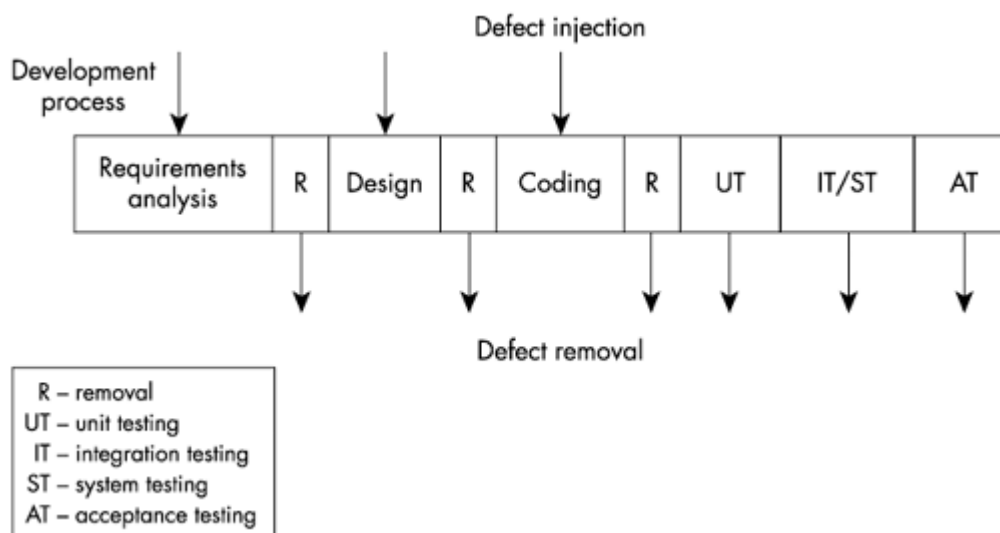 Defect injection
Development
process
Requirements
analysis
R
Design
R
Coding
R
UT
IT/ST
AT
Defect removal
R – removal
UT – unit testing
IT – integration testing
ST – system testing
AT – acceptance testing